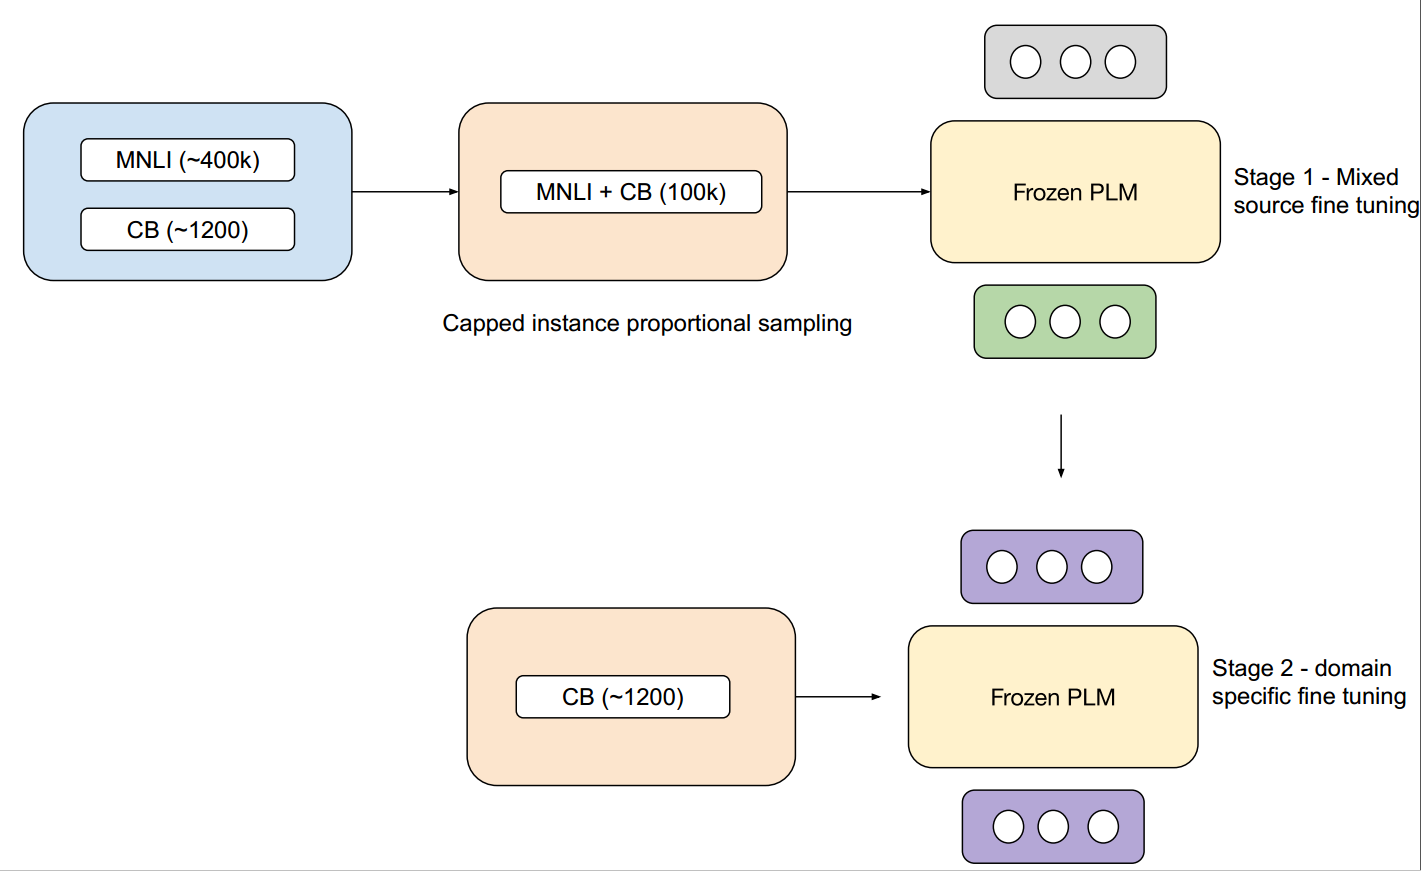 MNLI (~400k)
CB (~1200)
MNLI + CB (100k)
Capped instance proportional sampling
Frozen PLM
Stage 1 - Mixed
source fine tuning
CB (~1200)
Frozen PLM
Stage 2 - domain
specific fine tuning